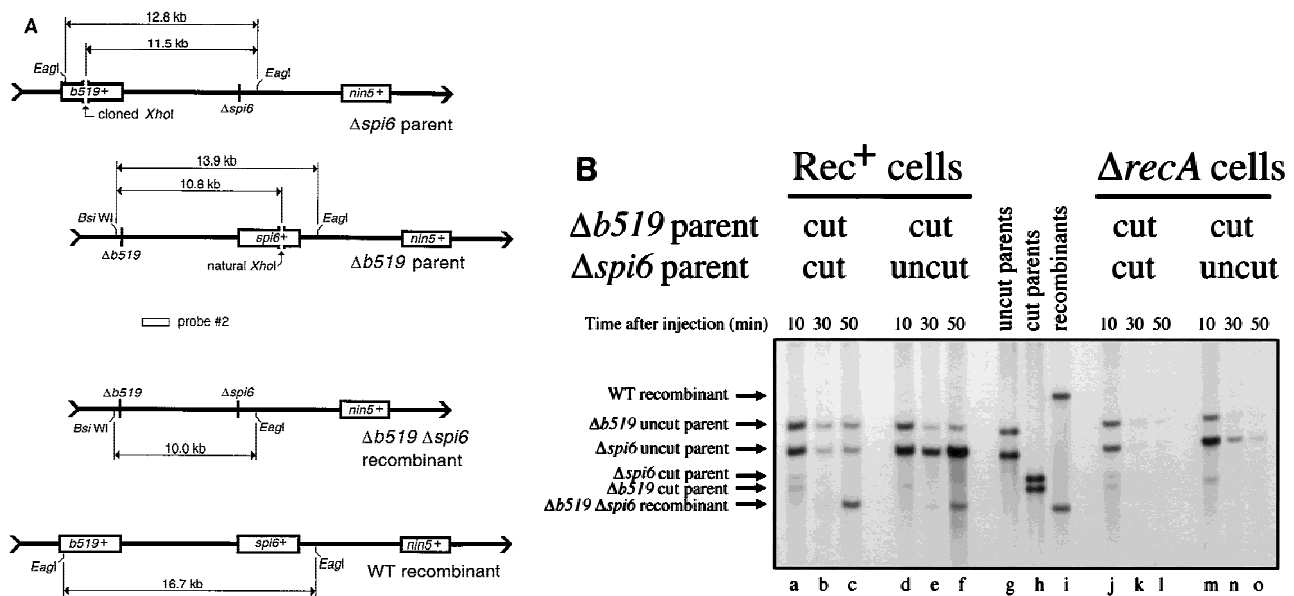 A
12.8 kb
11.5 kb
EagI
EagI
b519+
nin5+
cloned XhoI
Δspi6
Δspi6 parent
13.9 kb
10.8 kb
BsiWI
EagI
spi6+
nin5+
Δb519
natural XhoI
Δb519 parent
probe #2
Δb519
Δspi6
nin5+
BsiWI
EagI
Δb519 Δspi6
recombinant
10.0 kb
b519+
spi6+
nin5+
EagI
EagI
WT recombinant
16.7 kb
B
Rec+ cells
ΔrecA cells
Δb519 parent cut cut cut cut
Δspi6 parent cut uncut cut uncut
uncut parents
cut parents
recombinants
Time after injection (min) 10 30 50 10 30 50 10 30 50 10 30 50
WT recombinant
Δb519 uncut parent
Δspi6 uncut parent
Δspi6 cut parent
Δb519 cut parent
Δb519 Δspi6 recombinant
a b c d e f g h i j k l m n o